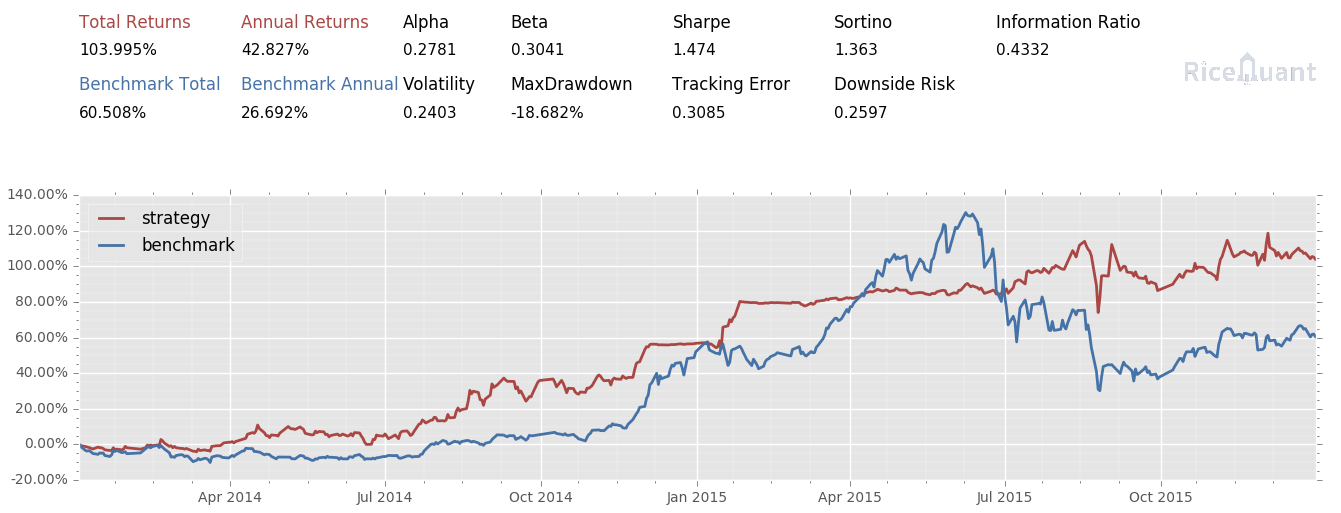 Total Returns Annual Returns Alpha Beta Sharpe Sortino Information Ratio
103.995% 42.827% 0.2781 0.3041 1.474 1.363 0.4332
RiceQuant
Benchmark Total Benchmark Annual Volatility MaxDrawdown Tracking Error Downside Risk
60.508% 26.692% 0.2403 -18.682% 0.3085 0.2597
140.00%
strategy
120.00%
benchmark
100.00%
80.00%
60.00%
40.00%
20.00%
0.00%
-20.00%
Apr 2014 Jul 2014 Oct 2014 Jan 2015 Apr 2015 Jul 2015 Oct 2015